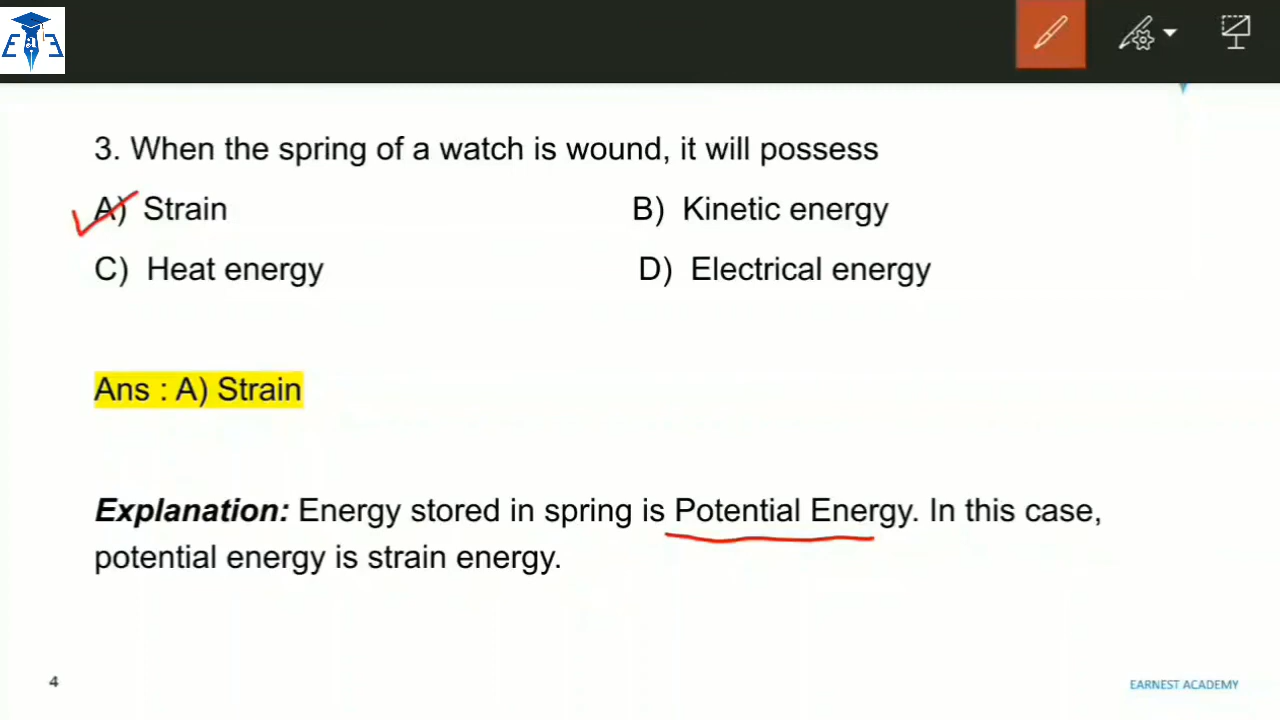 3. When the spring of a watch is wound, it will possess
A) Strain
B) Kinetic energy
C) Heat energy
D) Electrical energy
Ans : A) Strain
Explanation: Energy stored in spring is Potential Energy. In this case,
potential energy is strain energy.
4
EARNEST ACADEMY